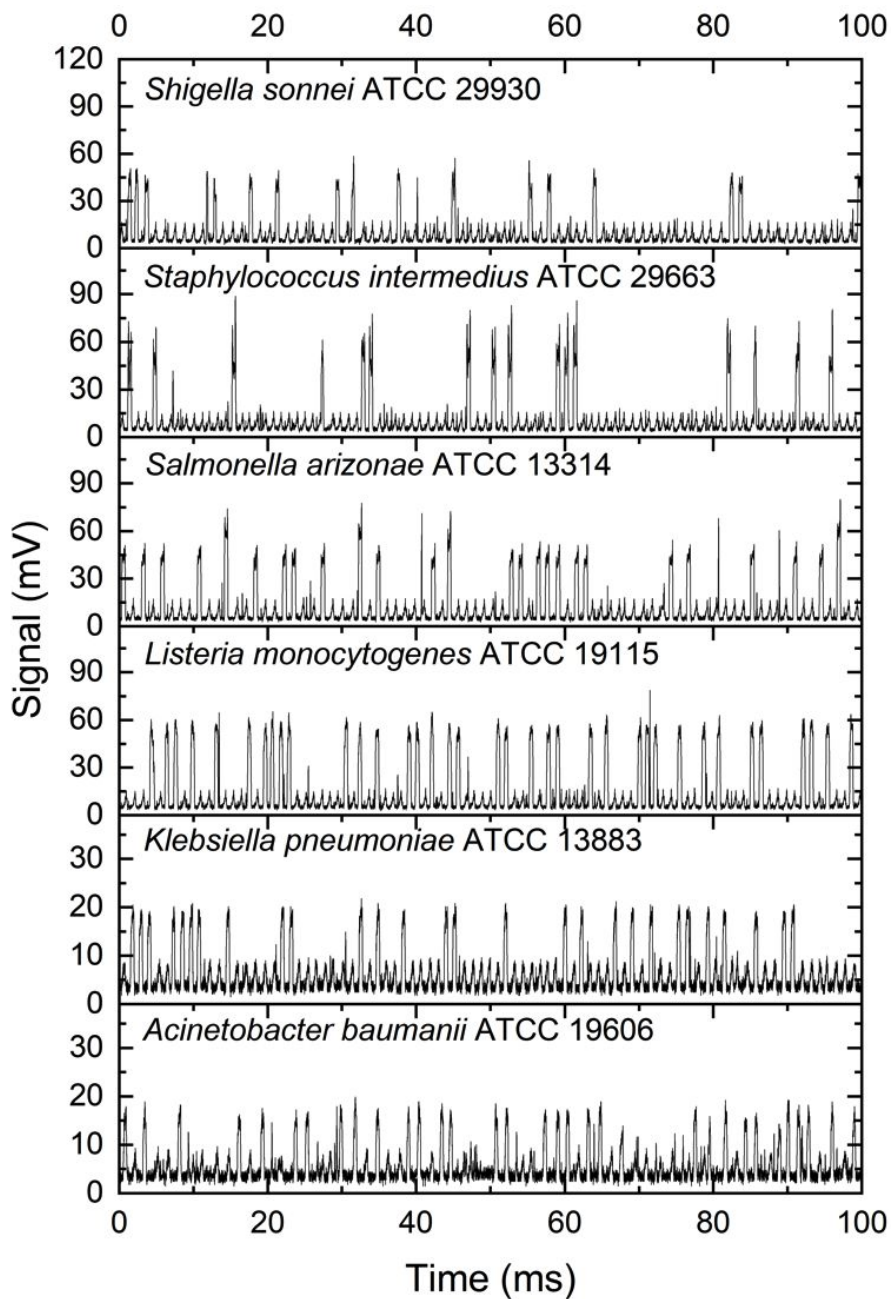 0 20 40 60 80 100
120
90
60
30
0
Shigella sonnei ATCC 29930
90
60
30
0
Staphylococcus intermedius ATCC 29663
90
60
30
0
Salmonella arizonae ATCC 13314
Signal (mV)
90
60
30
0
Listeria monocytogenes ATCC 19115
30
20
10
0
Klebsiella pneumoniae ATCC 13883
30
20
10
0
Acinetobacter baumanii ATCC 19606
0 20 40 60 80 100
Time (ms)